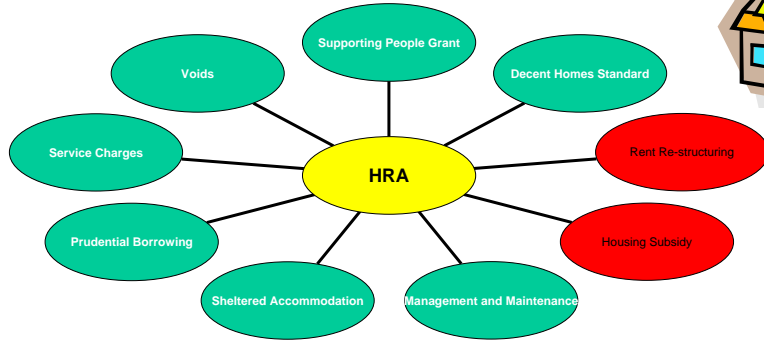 Supporting People Grant
Voids
Decent Homes Standard
Service Charges
Rent Re-structuring
HRA
Prudential Borrowing
Housing Subsidy
Sheltered Accommodation
Management and Maintenance